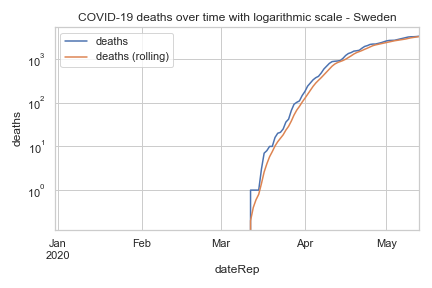 COVID-19 deaths over time with logarithmic scale - Sweden
deaths
deaths (rolling)
10³
10²
10¹
10⁰
deaths
Jan Feb Mar Apr May
2020
dateRep